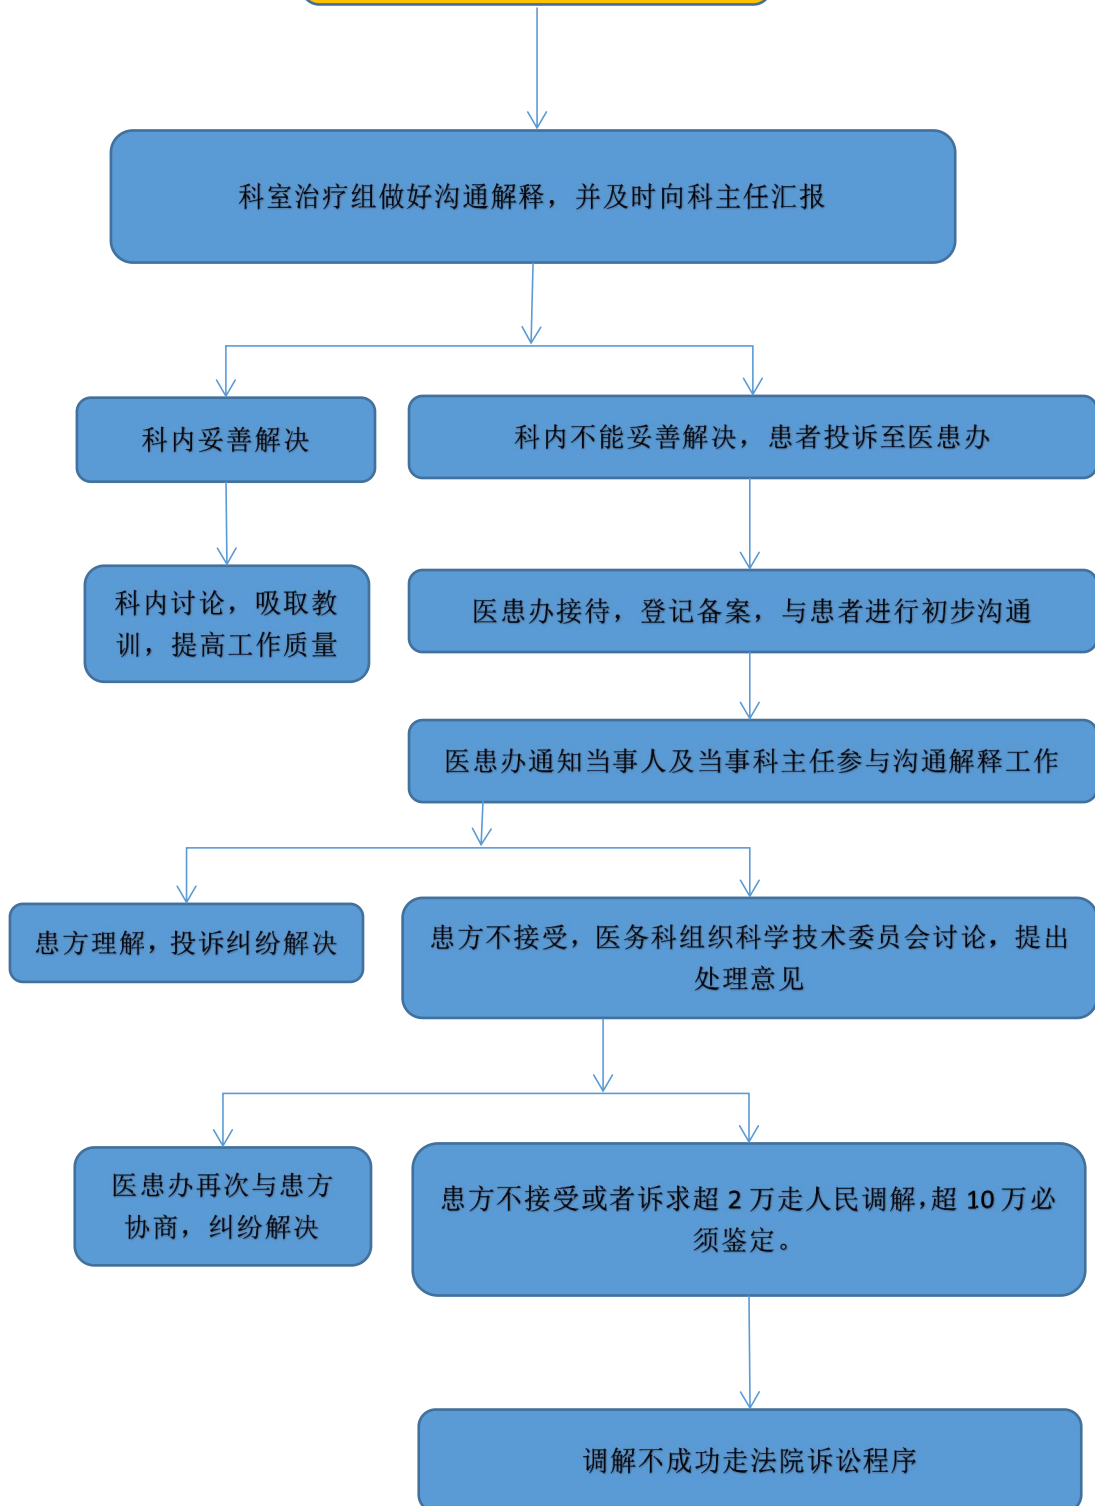 科室治疗组做好沟通解释，并及时向科主任汇报
科内妥善解决
科内不能妥善解决，患者投诉至医患办
科内讨论，吸取教
训，提高工作质量
医患办接待，登记备案，与患者进行初步沟通
医患办通知当事人及当事科主任参与沟通解释工作
患方理解，投诉纠纷解决
患方不接受，医务科组织科学技术委员会讨论，提出
处理意见
医患办再次与患方
协商，纠纷解决
患方不接受或者诉求超 2 万走人民调解，超 10 万必
须鉴定。
调解不成功走法院诉讼程序